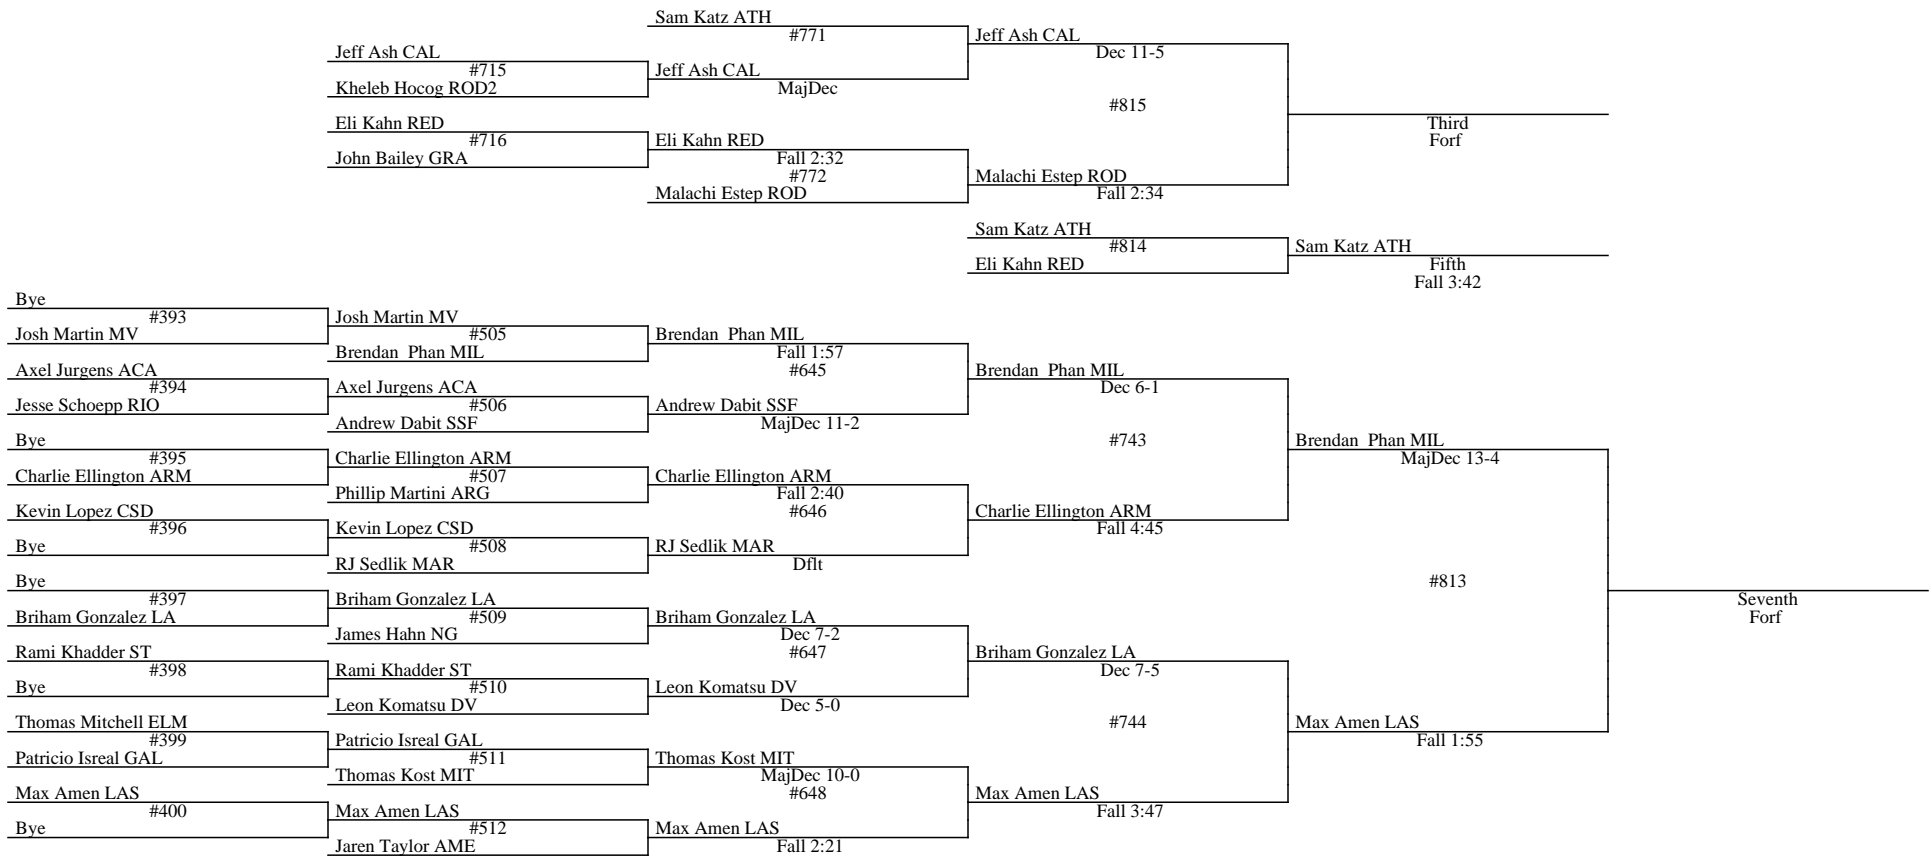 Sam Katz ATH
#771
Jeff Ash CAL
Dec 11-5
Jeff Ash CAL
#715
Jeff Ash CAL
MajDec
Kheleb Hocog ROD2
#815
Third
Forf
Eli Kahn RED
#716
Eli Kahn RED
Fall 2:32
John Bailey GRA
#772
Malachi Estep ROD
Fall 2:34
Malachi Estep ROD
Sam Katz ATH
#814
Sam Katz ATH
Fifth
Fall 3:42
Eli Kahn RED
Bye
#393
Josh Martin MV
Josh Martin MV
#505
Brendan Phan MIL
Brendan Phan MIL
Fall 1:57
#645
Brendan Phan MIL
Dec 6-1
Axel Jurgens ACA
#394
Jesse Schoepp RIO
Axel Jurgens ACA
#506
Andrew Dabit SSF
Andrew Dabit SSF
MajDec 11-2
#743
Brendan Phan MIL
MajDec 13-4
Bye
#395
Charlie Ellington ARM
Charlie Ellington ARM
#507
Phillip Martini ARG
Charlie Ellington ARM
Fall 2:40
#646
Charlie Ellington ARM
Fall 4:45
Kevin Lopez CSD
#396
Bye
Kevin Lopez CSD
#508
RJ Sedlik MAR
RJ Sedlik MAR
Dflt
#813
Seventh
Forf
Bye
#397
Briham Gonzalez LA
Briham Gonzalez LA
#509
James Hahn NG
Briham Gonzalez LA
Dec 7-2
#647
Briham Gonzalez LA
Dec 7-5
Rami Khadder ST
#398
Bye
Rami Khadder ST
#510
Leon Komatsu DV
Leon Komatsu DV
Dec 5-0
#744
Max Amen LAS
Fall 1:55
Thomas Mitchell ELM
#399
Patricio Isreal GAL
Patricio Isreal GAL
#511
Thomas Kost MIT
Thomas Kost MIT
MajDec 10-0
#648
Max Amen LAS
Fall 3:47
Max Amen LAS
#400
Bye
Max Amen LAS
#512
Jaren Taylor AME
Max Amen LAS
Fall 2:21